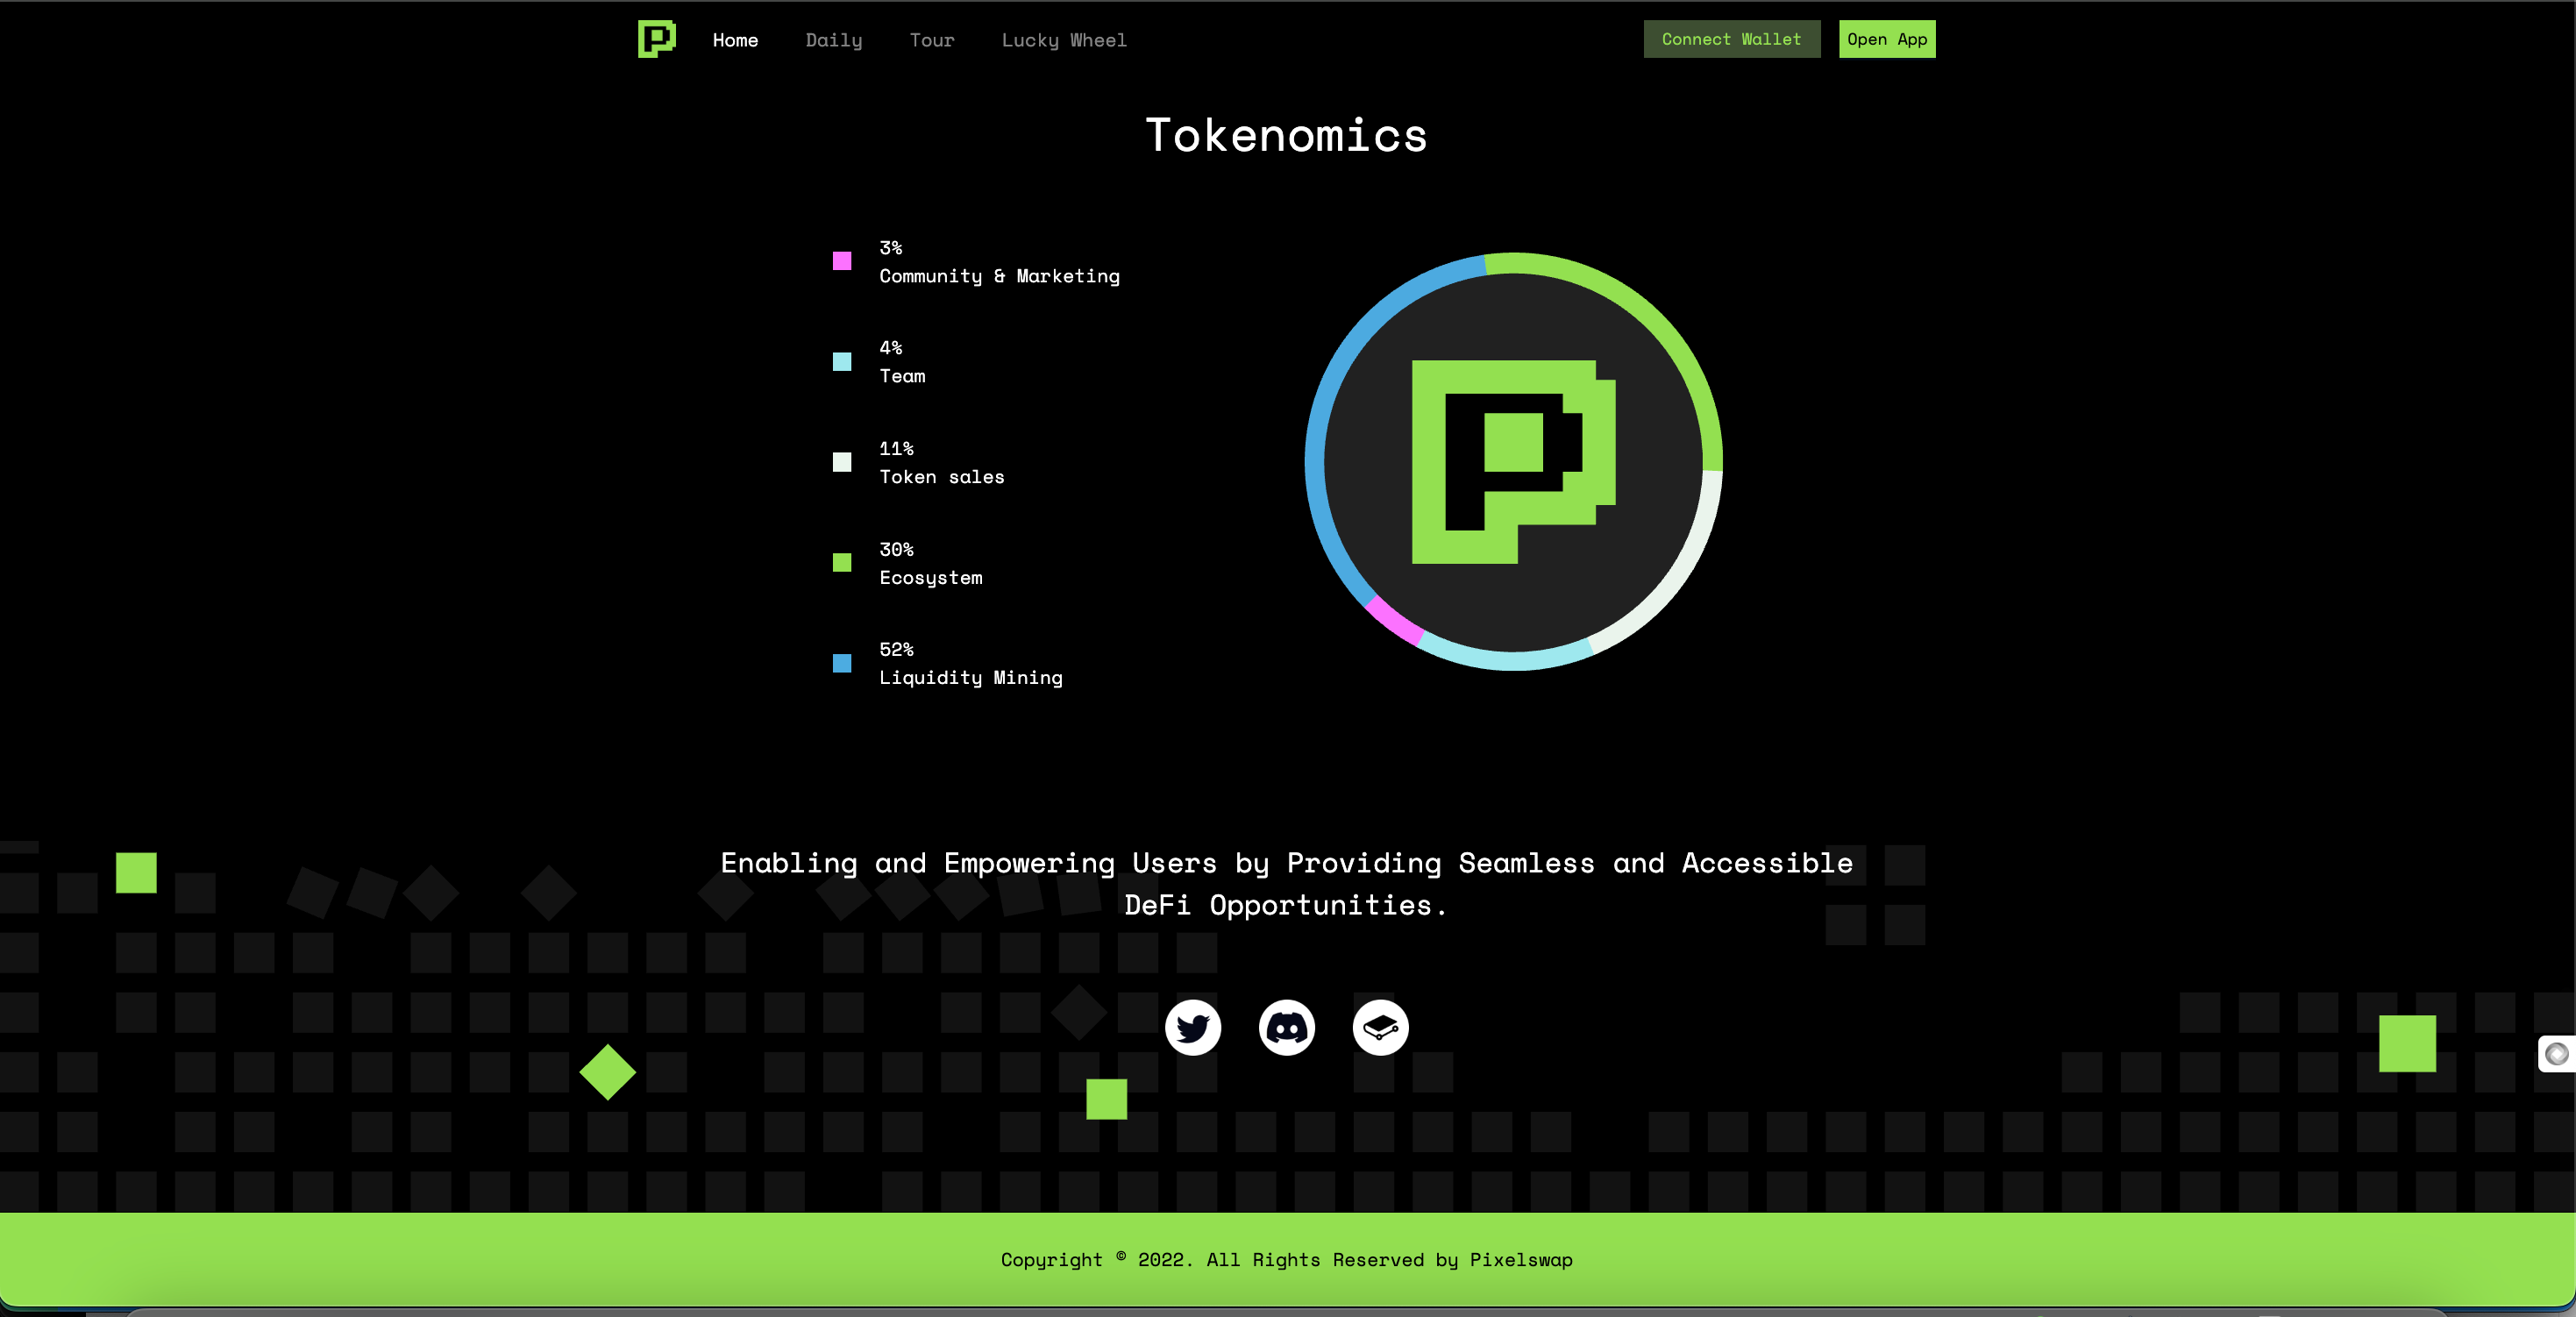 Home Daily Tour Lucky Wheel Connect Wallet Open App
Tokenomics
3%
Community & Marketing
4%
Team
11%
Token sales
30%
Ecosystem
52%
Liquidity Mining
Enabling and Empowering Users by Providing Seamless and Accessible
DeFi Opportunities.
Copyright © 2022. All Rights Reserved by Pixelswap